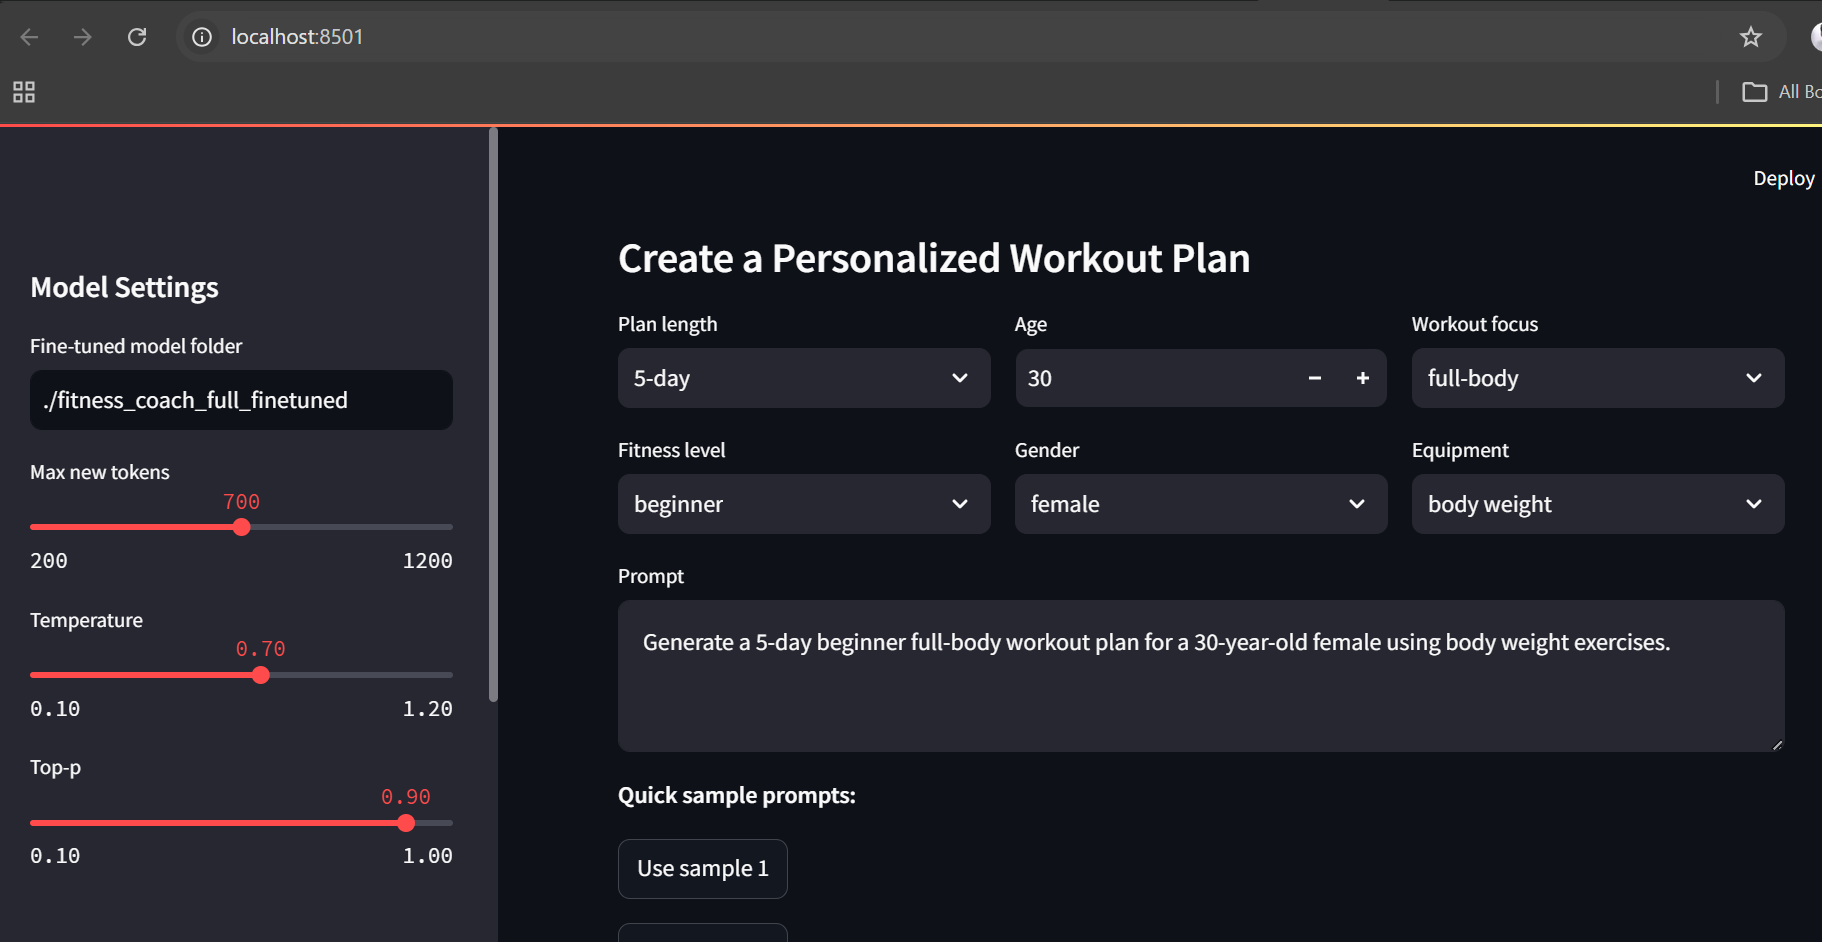 localhost:8501
All Bo
Deploy
Model Settings
Fine-tuned model folder
./fitness_coach_full_finetuned
Max new tokens
700
200 1200
Temperature
0.70
0.10 1.20
Top-p
0.90
0.10 1.00
Create a Personalized Workout Plan
Plan length Age Workout focus
5-day 30 full-body
Fitness level Gender Equipment
beginner female body weight
Prompt
Generate a 5-day beginner full-body workout plan for a 30-year-old female using body weight exercises.
Quick sample prompts:
Use sample 1